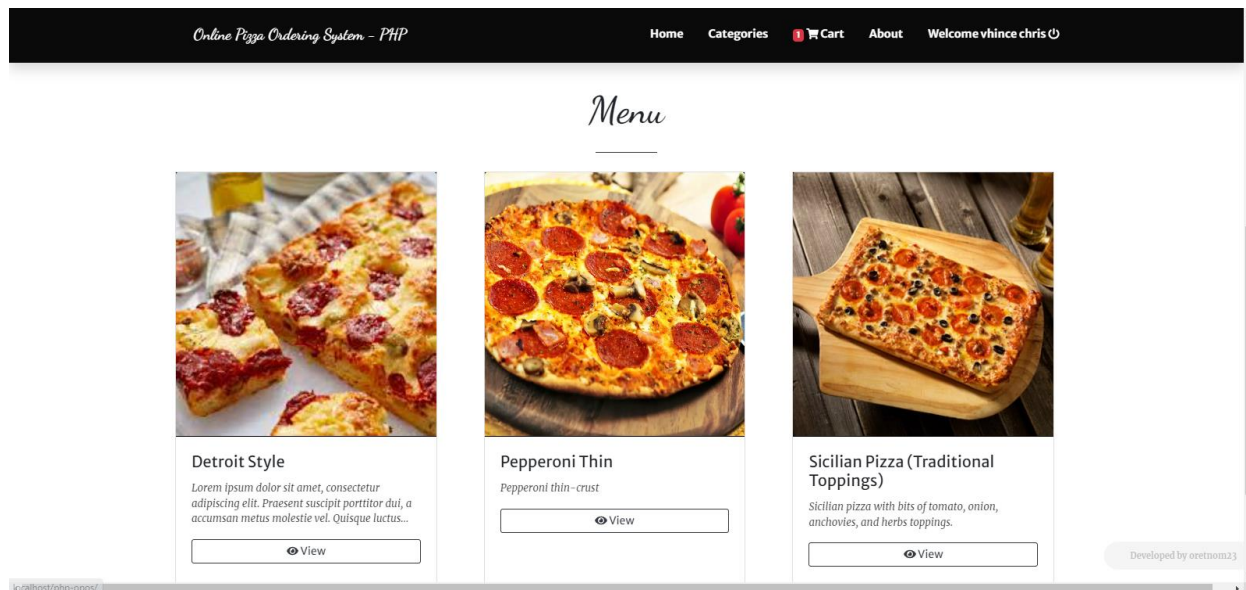 Online Pizza Ordering System - PHP
Home Categories 1 Cart About Welcome vhince chris
Menu
Detroit Style
Lorem ipsum dolor sit amet, consectetur
adipiscing elit. Praesent suscipit porttitor dui, a
accumsan metus molestie vel. Quisque luctus...
View
Pepperoni Thin
Pepperoni thin-crust
View
Sicilian Pizza (Traditional
Toppings)
Sicilian pizza with bits of tomato, onion,
anchovies, and herbs toppings.
View
Developed by oretnom23
localhost/php-opos/